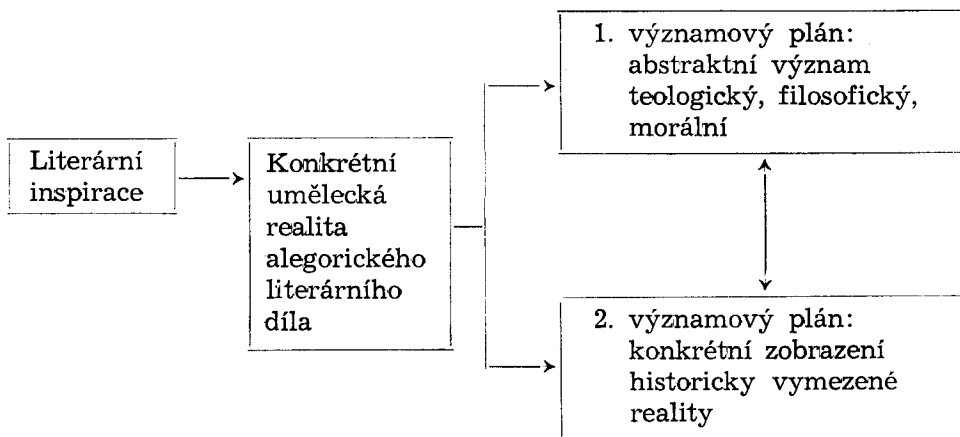 Literární
inspirace
Konkrétní
umělecká
realita
alegorického
literárního
díla
1. významový plán:
abstraktní význam
teologický, filosofický,
morální
2. významový plán:
konkrétní zobrazení
historicky vymezené
reality